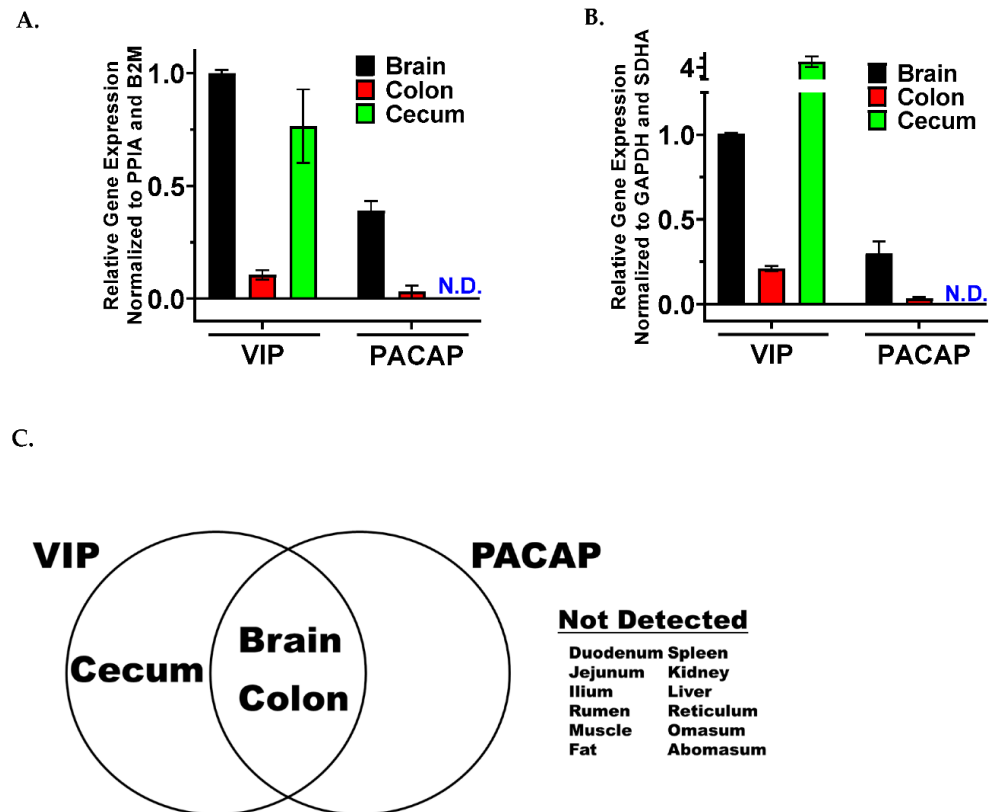 A.
Relative Gene Expression
Normalized to PPIA and B2M
1.0
0.5
0.0
Brain
Colon
Cecum
N.D.
VIP
PACAP
B.
Relative Gene Expression
Normalized to GAPDH and SDHA
4
1.0
0.5
0.0
Brain
Colon
Cecum
N.D.
VIP
PACAP
C.
VIP
PACAP
Cecum
Brain
Colon
Not Detected
Duodenum Spleen
Jejunum Kidney
Ilium Liver
Rumen Reticulum
Muscle Omasum
Fat Abomasum